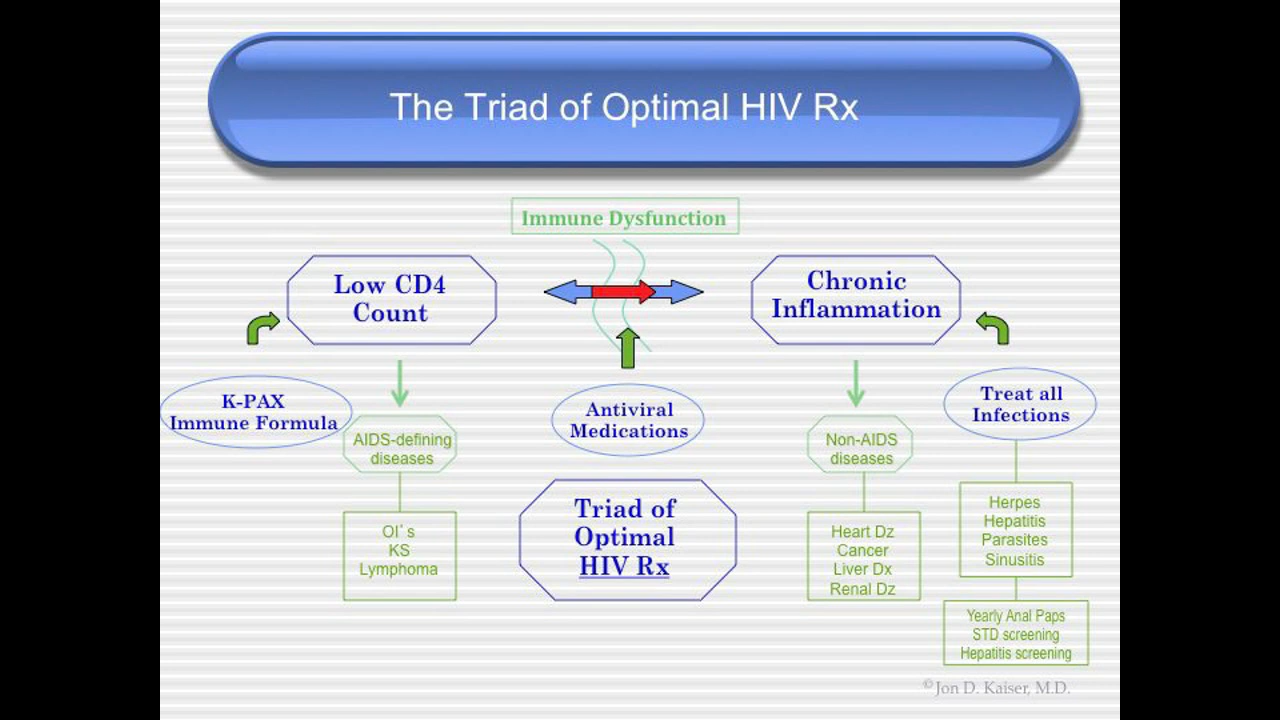 The Triad of Optimal HIV Rx
Immune Dysfunction
Low CD4
Count
Chronic
Inflammation
K-PAX
Immune Formula
Antiviral
Medications
Treat all
Infections
AIDS-defining
diseases
Non-AIDS
diseases
OI's
KS
Lymphoma
Triad of
Optimal
HIV Rx
Heart Dz
Cancer
Liver Dx
Renal Dz
Herpes
Hepatitis
Parasites
Sinusitis
Yearly Anal Paps
STD screening
Hepatitis screening
©Jon D. Kaiser, M.D.